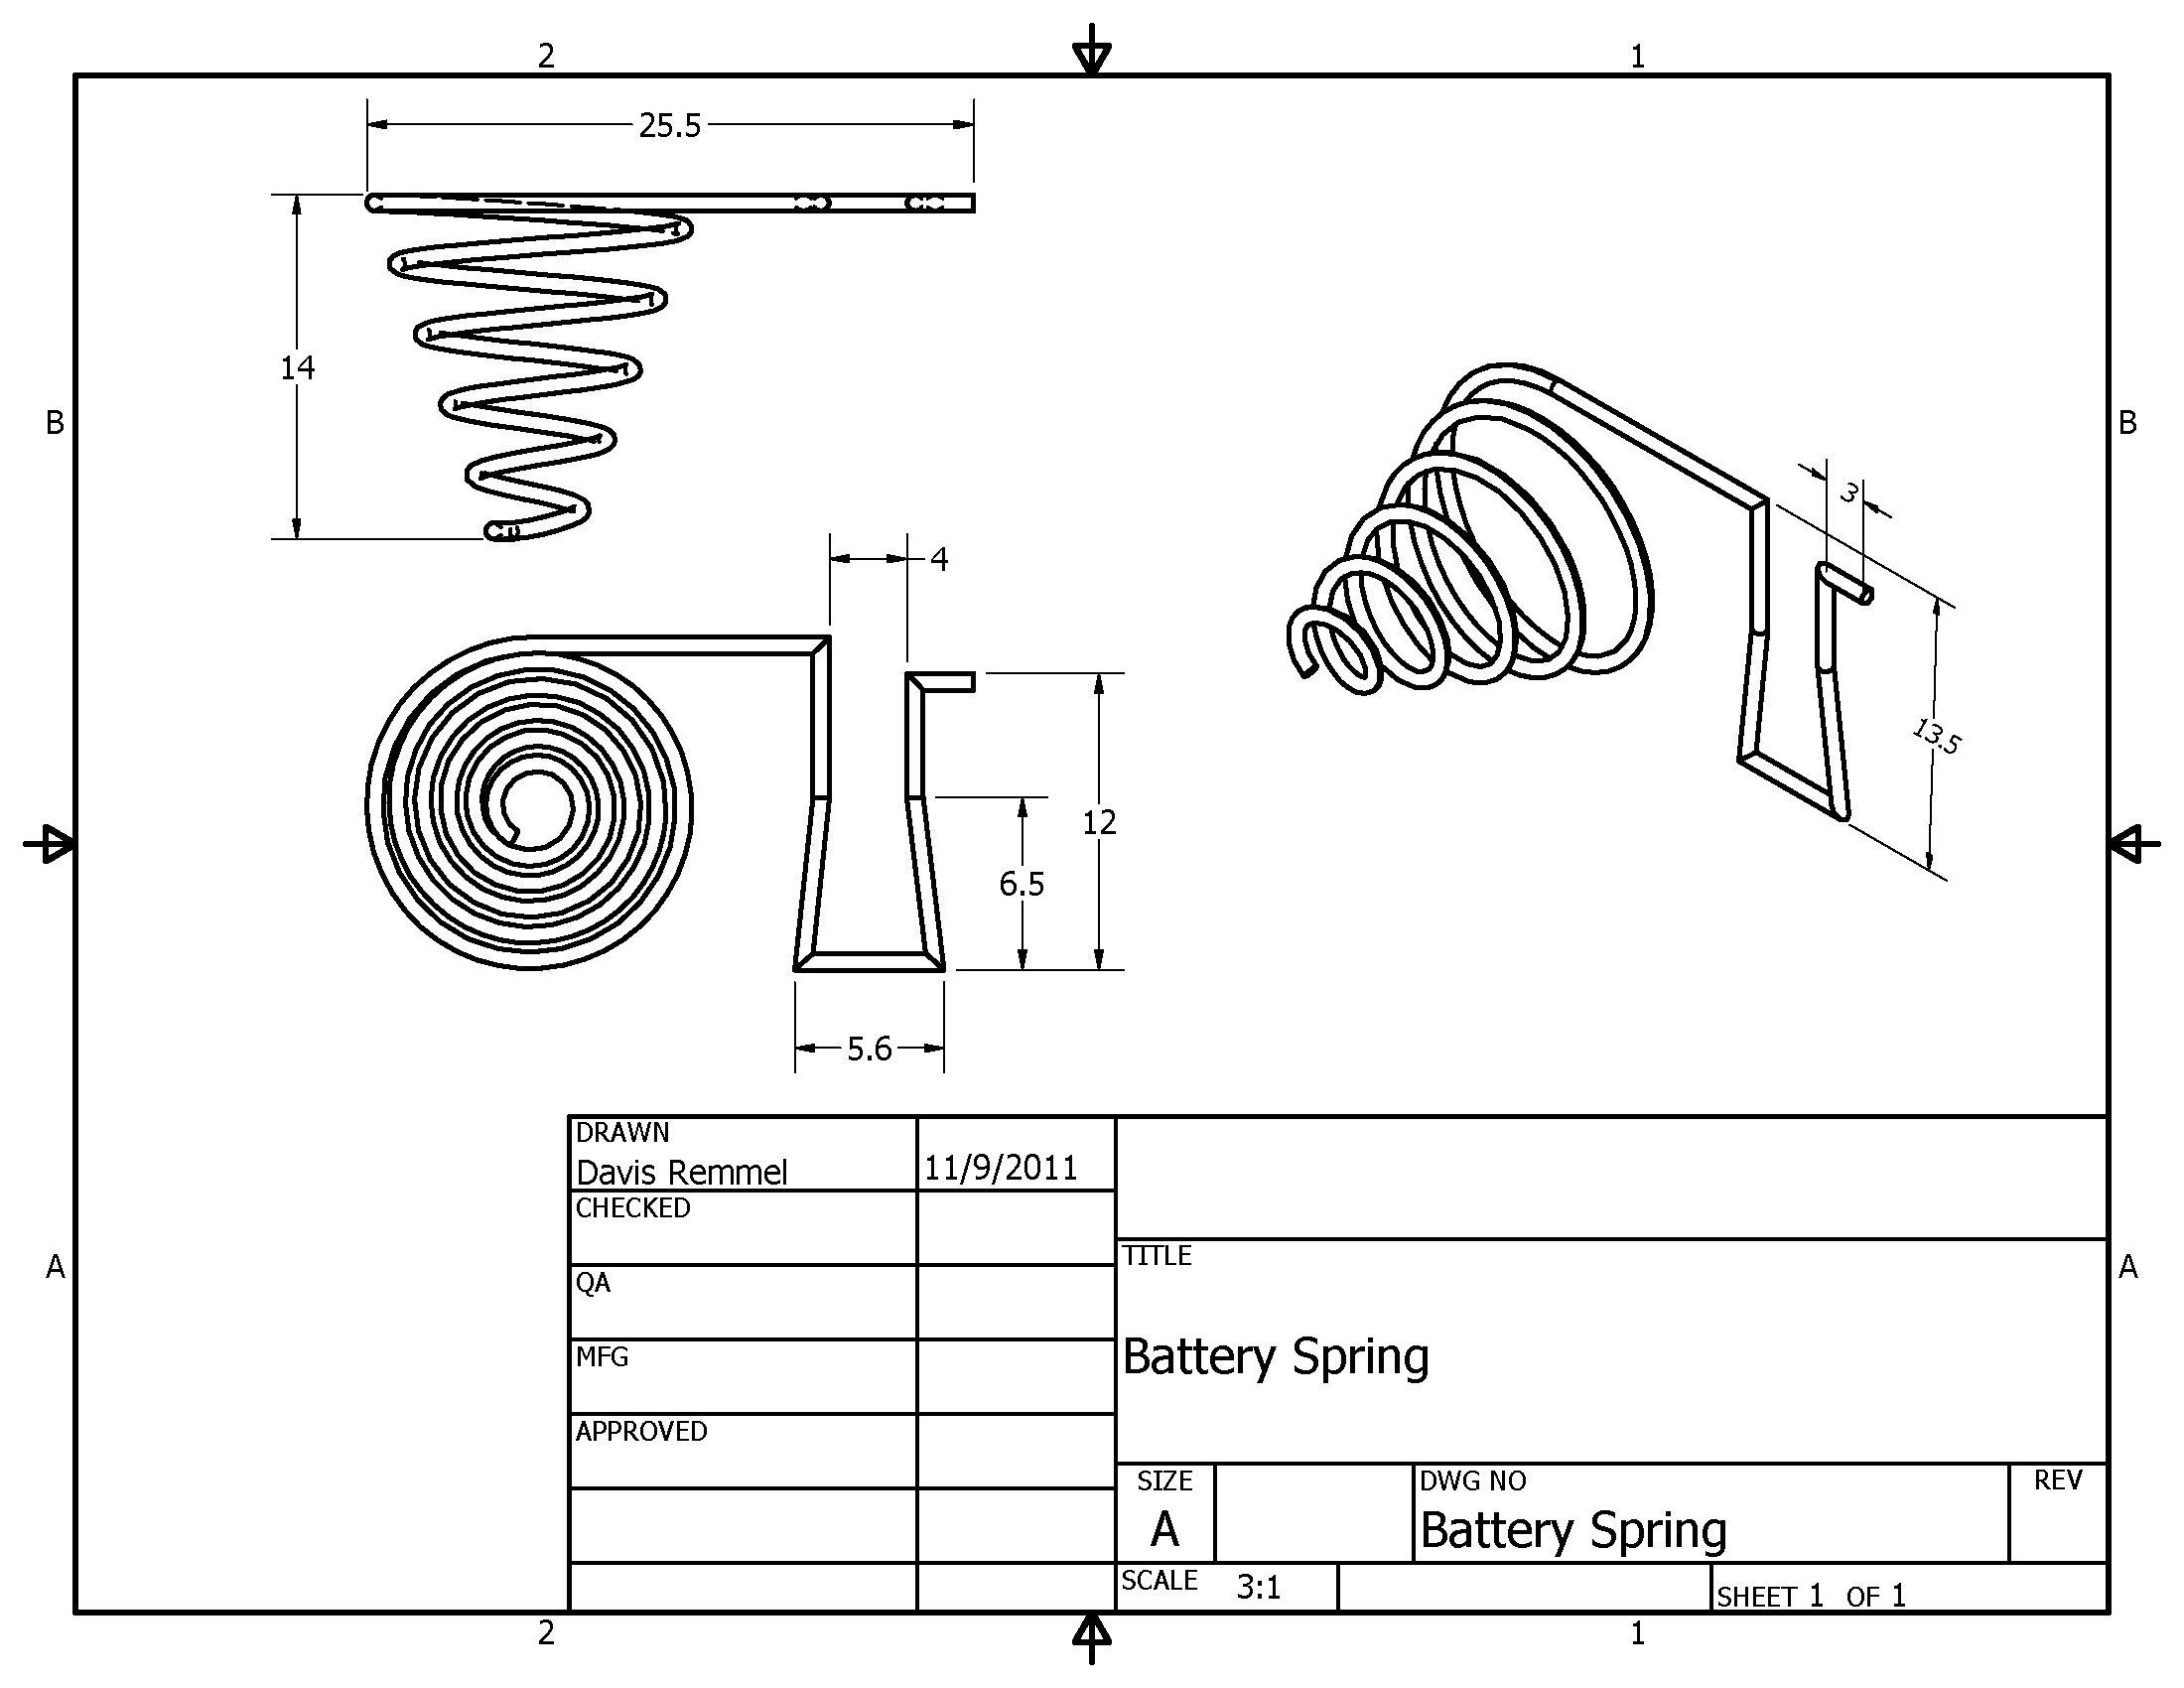 2 1
25.5
14
B B
3
4
13.5
12
6.5
5.6
DRAWN
Davis Remmel 11/9/2011
CHECKED
QA
MFG
APPROVED
TITLE
Battery Spring
A A
SIZE
A
DWG NO
Battery Spring
REV
SCALE 3:1
SHEET 1 OF 1
2 1